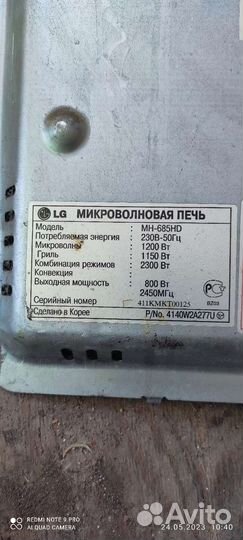 LG МИКРОВОЛНОВАЯ ПЕЧЬ
Модель : MH-685HD
Потребляемая энергия : 230В-50Гц
Микроволны : 1200 Вт
Гриль : 1150 Вт
Комбинация режимов : 2300 Вт
Конвекция :
Выходная мощность : 800 Вт
2450МГц
Серийный номер : 411KMKT00125
Сделано в Корее P/No. 4140W2A277U
BZ03
REDMI NOTE 9 PRO
AI QUAD CAMERA
24.05.2023 10:40
Avito